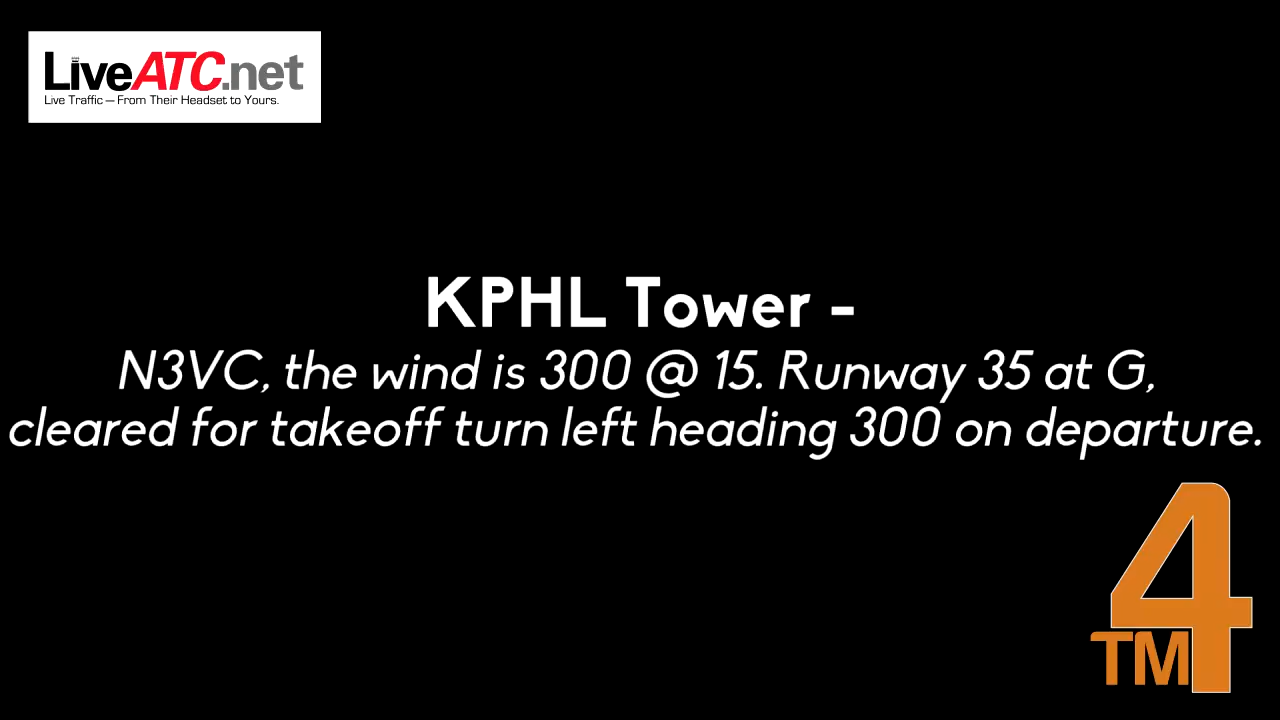 LiveATC.net
Live Traffic — From Their Headset to Yours.
KPHL Tower -
N3VC, the wind is 300 @ 15. Runway 35 at G,
cleared for takeoff turn left heading 300 on departure.
4
TM